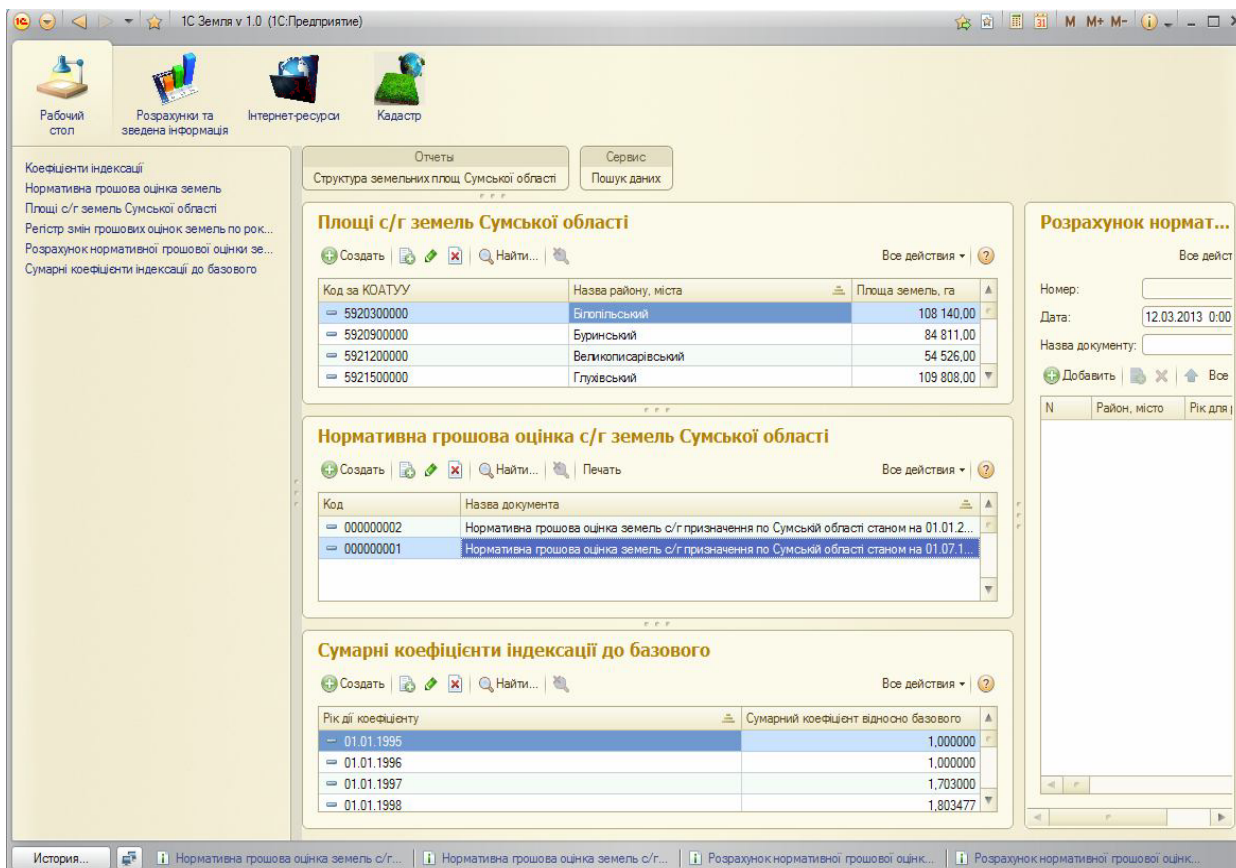 1С Земля v 1.0 (1С:Предприятие)
M M+ M-
Рабочий стол
Розрахунки та зведена інформація
Інтернет-ресурси
Кадастр
Коефіцієнти індексації
Нормативна грошова оцінка земель
Площі с/г земель Сумської області
Регістр змін грошових оцінок земель по рок...
Розрахунок нормативної грошової оцінки зе...
Сумарні коефіцієнти індексації до базового
Отчеты
Структура земельних площ Сумської області
Сервис
Пошук даних
Площі с/г земель Сумської області
Создать Найти... Все действия
Код за КОАТУУ Назва району, міста Площа земель, га
5920300000 Білопільський 108 140,00
5920900000 Буринський 84 811,00
5921200000 Великописарівський 54 526,00
5921500000 Глухівський 109 808,00
Нормативна грошова оцінка с/г земель Сумської області
Создать Найти... Печать Все действия
Код Назва документа
000000002 Нормативна грошова оцінка земель с/г призначення по Сумській області станом на 01.01.2...
000000001 Нормативна грошова оцінка земель с/г призначення по Сумській області станом на 01.07.1...
Сумарні коефіцієнти індексації до базового
Создать Найти... Все действия
Рік дії коефіцієнту Сумарний коефіцієнт відносно базового
01.01.1995 1,000000
01.01.1996 1,000000
01.01.1997 1,703000
01.01.1998 1,803477
Розрахунок нормат...
Все дейст
Номер:
Дата: 12.03.2013 0:00
Назва документу:
Добавить Все
N Район, місто Рік для
История...
Нормативна грошова оцінка земель с/г...
Нормативна грошова оцінка земель с/г...
Розрахунок нормативної грошової оцінк...
Розрахунок нормативної грошової оцінк...